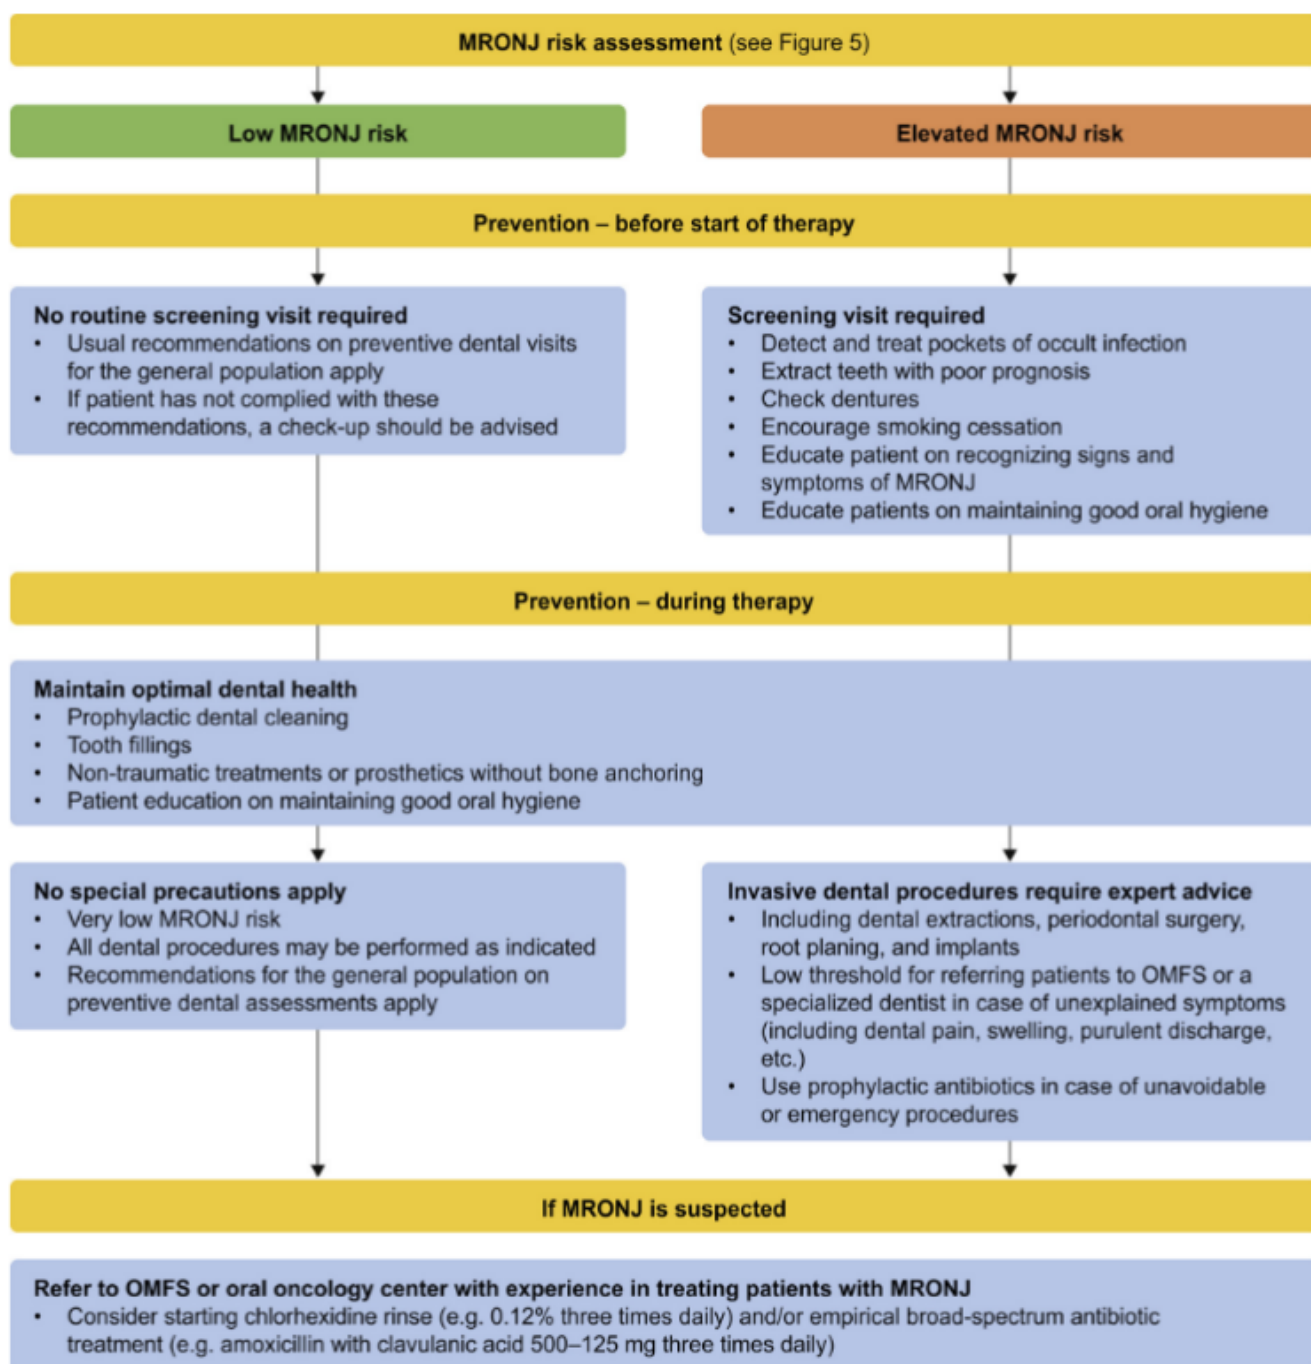 MRONJ risk assessment (see Figure 5)
Low MRONJ risk
Elevated MRONJ risk
Prevention – before start of therapy
No routine screening visit required
• Usual recommendations on preventive dental visits
for the general population apply
• If patient has not complied with these
recommendations, a check-up should be advised
Screening visit required
• Detect and treat pockets of occult infection
• Extract teeth with poor prognosis
• Check dentures
• Encourage smoking cessation
• Educate patient on recognizing signs and
symptoms of MRONJ
• Educate patients on maintaining good oral hygiene
Prevention – during therapy
Maintain optimal dental health
• Prophylactic dental cleaning
• Tooth fillings
• Non-traumatic treatments or prosthetics without bone anchoring
• Patient education on maintaining good oral hygiene
No special precautions apply
• Very low MRONJ risk
• All dental procedures may be performed as indicated
• Recommendations for the general population on
preventive dental assessments apply
Invasive dental procedures require expert advice
• Including dental extractions, periodontal surgery,
root planing, and implants
• Low threshold for referring patients to OMFS or a
specialized dentist in case of unexplained symptoms
(including dental pain, swelling, purulent discharge,
etc.)
• Use prophylactic antibiotics in case of unavoidable
or emergency procedures
If MRONJ is suspected
Refer to OMFS or oral oncology center with experience in treating patients with MRONJ
• Consider starting chlorhexidine rinse (e.g. 0.12% three times daily) and/or empirical broad-spectrum antibiotic
treatment (e.g. amoxicillin with clavulanic acid 500–125 mg three times daily)